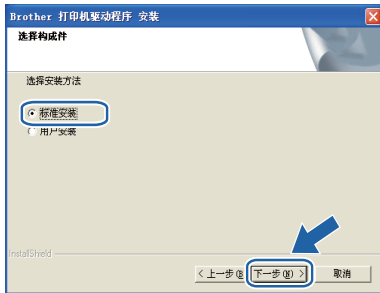 Brother 打印机驱动程序 安装
选择构成件
选择安装方法
标准安装
用户安装
InstallShield
< 上一步(B) 下一步(N) > 取消